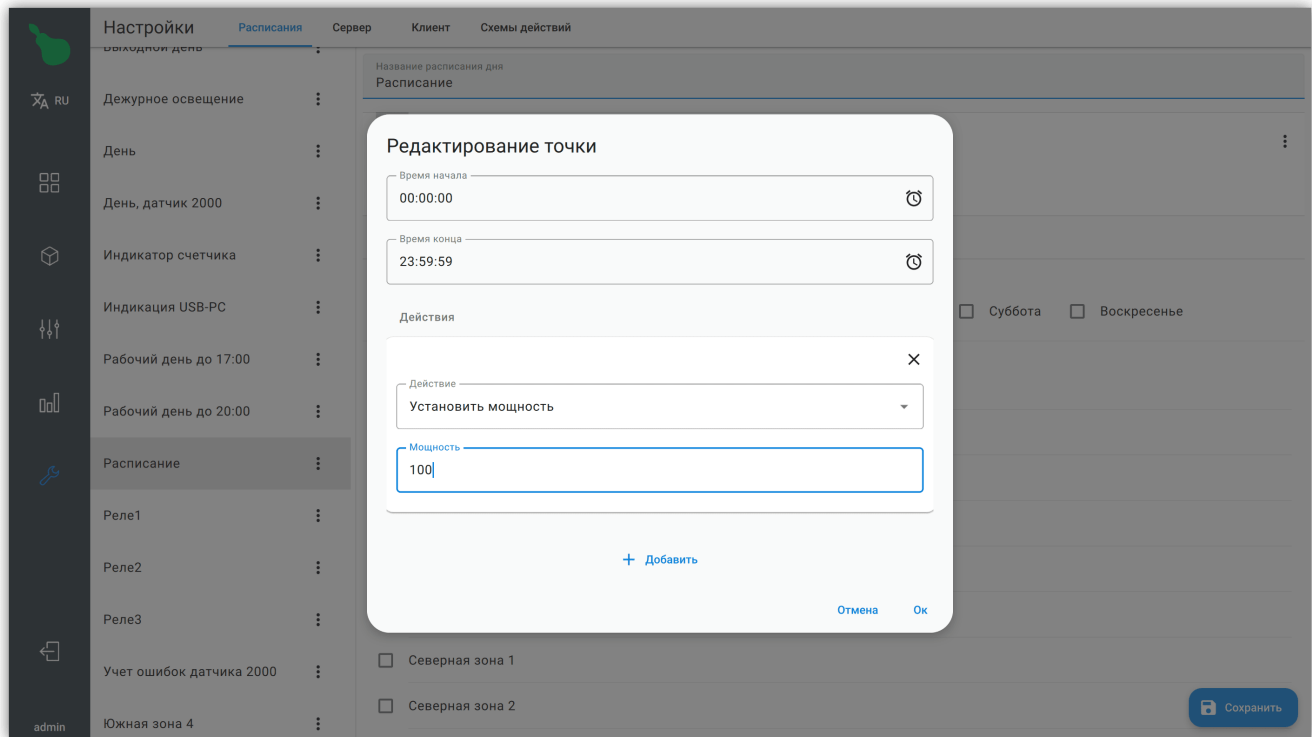 Настройки
Расписания
Сервер
Клиент
Схемы действий
RU
admin
Выходной день
Дежурное освещение
День
День, датчик 2000
Индикатор счетчика
Индикация USB-PC
Рабочий день до 17:00
Рабочий день до 20:00
Расписание
Реле1
Реле2
Реле3
Учет ошибок датчика 2000
Южная зона 4
Название расписания дня
Расписание
Редактирование точки
Время начала
00:00:00
Время конца
23:59:59
Действия
Действие
Установить мощность
Мощность
100
Добавить
Отмена
Ок
Суббота
Воскресенье
Северная зона 1
Северная зона 2
Сохранить